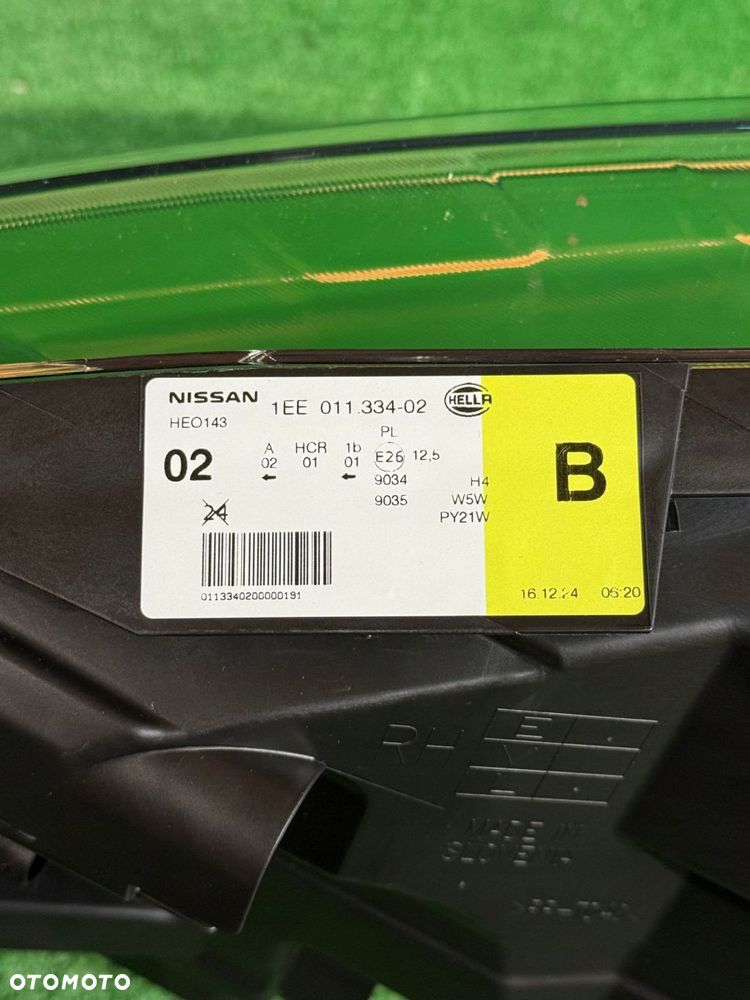 NISSAN 1EE 011.334-02 HELLA
HEO143
PL
02 A HCR 1b E26 12,5 B
02 01 01
← ← 9034 H4
24 9035 W5W
PY21W
0113340200000191 16.12.24 06:20
RH E
MADE IN
SLOVENIA
OTOMOTO